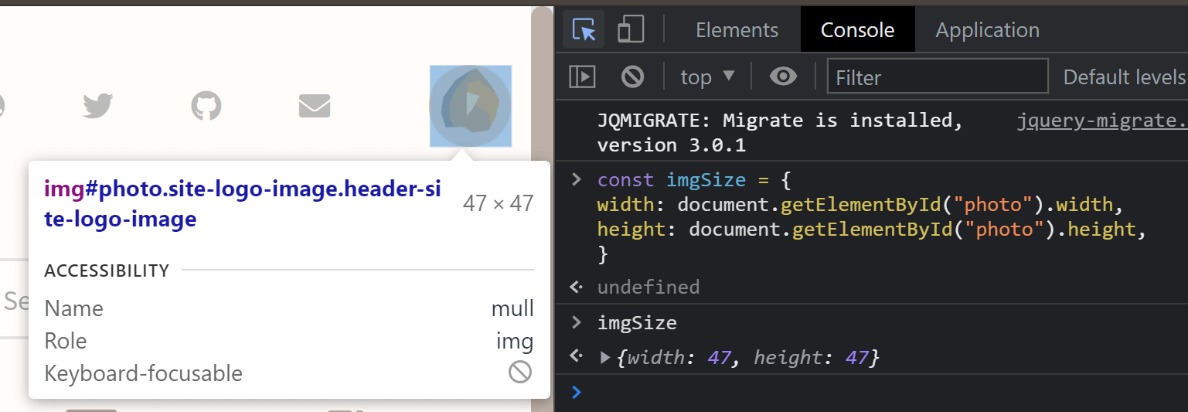 Elements Console Application
top ▼ Filter Default levels
JQMIGRATE: Migrate is installed, jquery-migrate.
version 3.0.1
const imgSize = {
width: document.getElementById("photo").width,
height: document.getElementById("photo").height,
}
undefined
imgSize
{width: 47, height: 47}
img#photo.site-logo-image.header-si
te-logo-image
47 × 47
ACCESSIBILITY
Name mull
Role img
Keyboard-focusable
Se